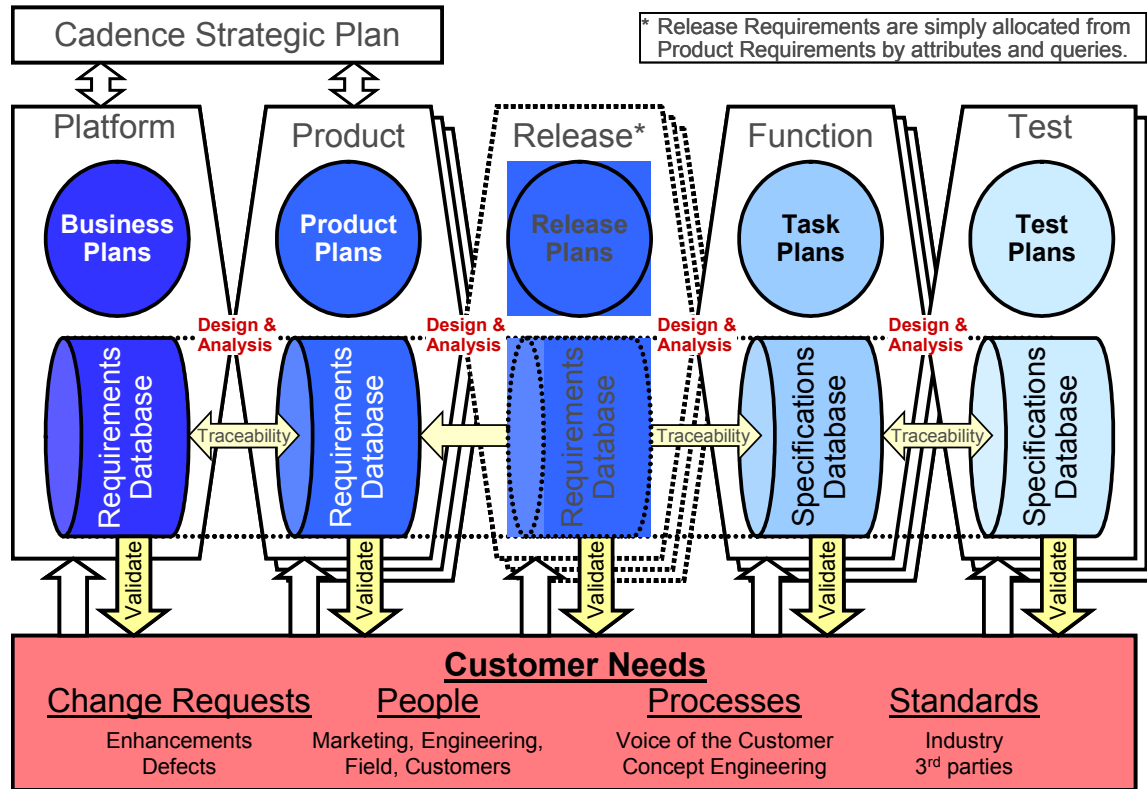 Cadence Strategic Plan
* Release Requirements are simply allocated from
Product Requirements by attributes and queries.
Platform
Product
Release*
Function
Test
Business
Plans
Product
Plans
Release
Plans
Task
Plans
Test
Plans
Design &
Analysis
Design &
Analysis
Design &
Analysis
Design &
Analysis
Requirements
Database
Requirements
Database
Requirements
Database
Specifications
Database
Specifications
Database
Traceability
Traceability
Traceability
Validate
Validate
Validate
Validate
Validate
Customer Needs
Change Requests
Enhancements
Defects
People
Marketing, Engineering,
Field, Customers
Processes
Voice of the Customer
Concept Engineering
Standards
Industry
3rd parties